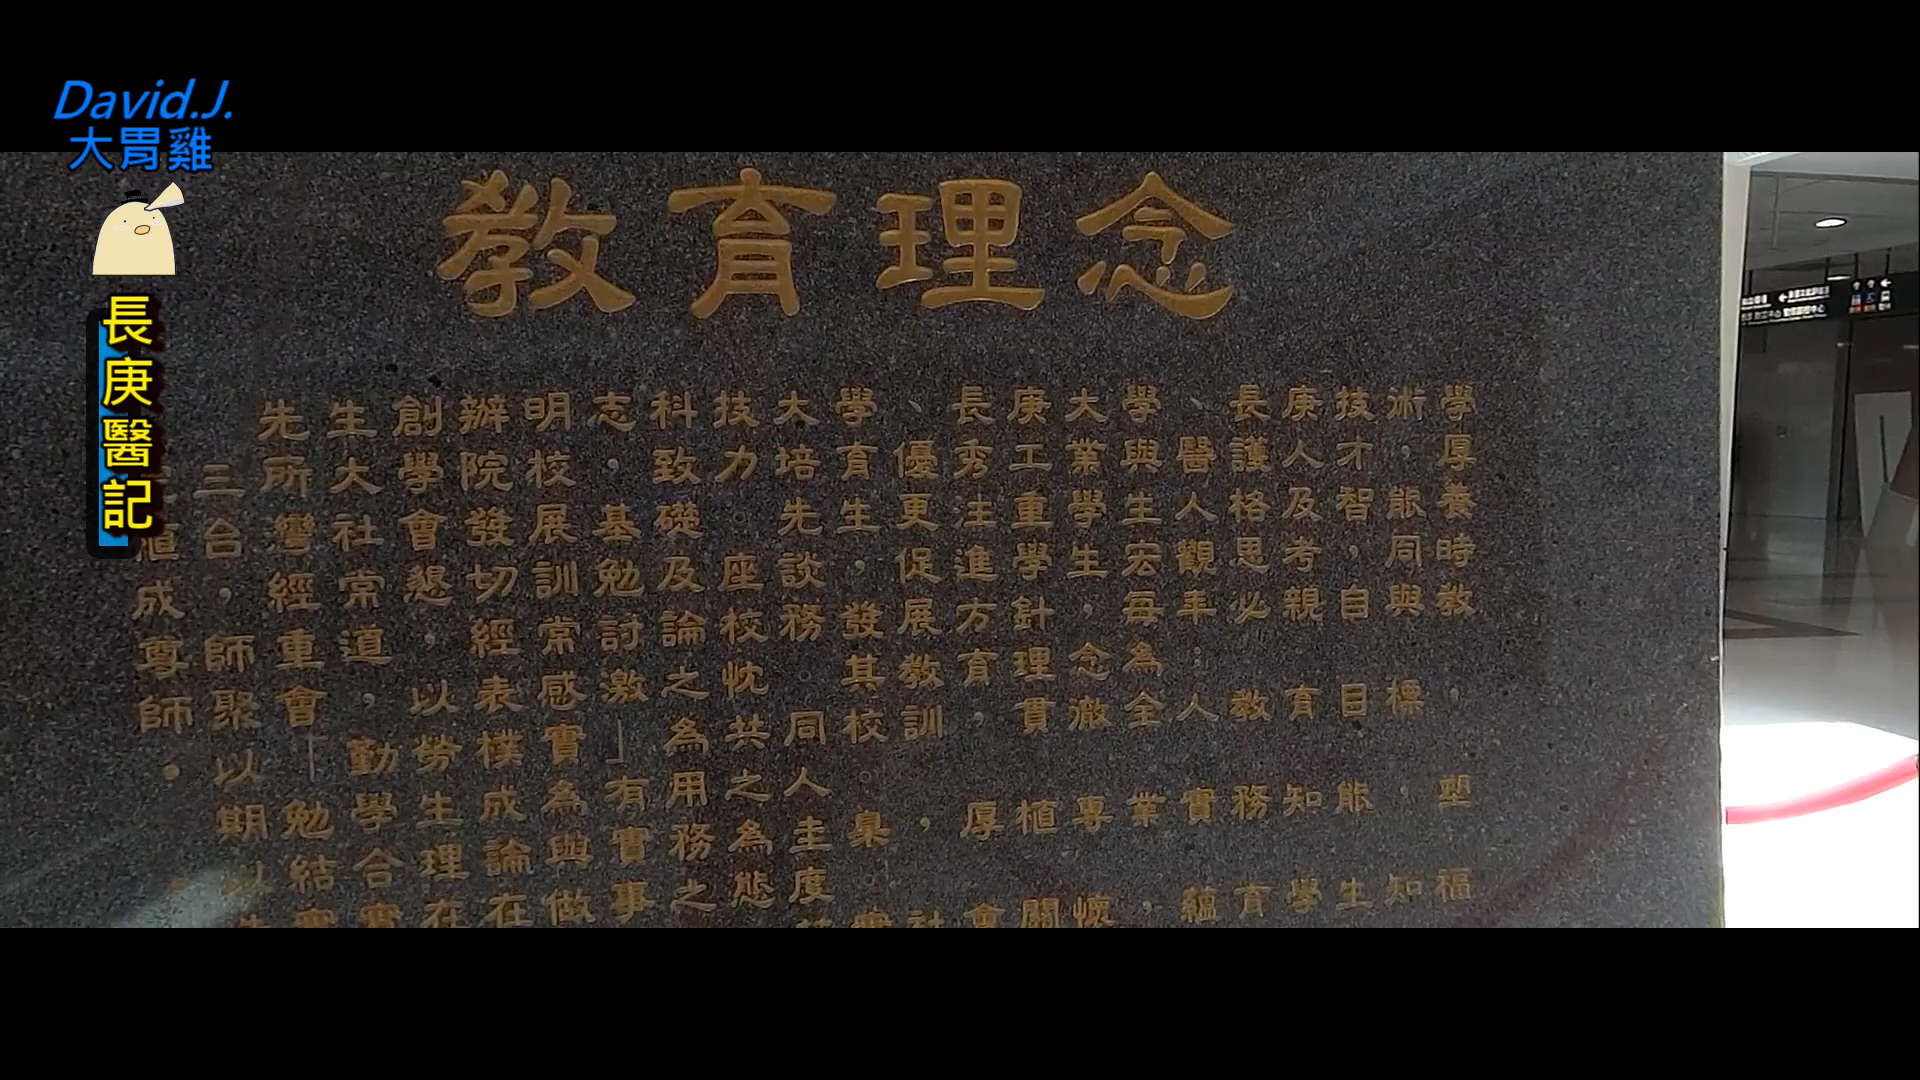 David.J.
大胃雞
長庚醫記
教育理念
先生創辦明志科技大學、長庚大學、長庚技術學
三所大學院校，致力培育優秀工業與醫護人才，厚
植台灣社會發展基礎。先生更注重學生人格及智能養
成，經常懇切訓勉及座談，促進學生宏觀思考，同時
尊師重道，經常討論校務發展方針，每年必親自與教
師聚會，以表感激之忱。其教育理念為：
。以「勤勞樸實」為共同校訓，貫澈全人教育目標，
期勉學生成為有用之人。
以結合理論與實務為圭臬，厚植專業實務知能，塑
實實在在做事之態度 社會關懷，蘊育學生知福